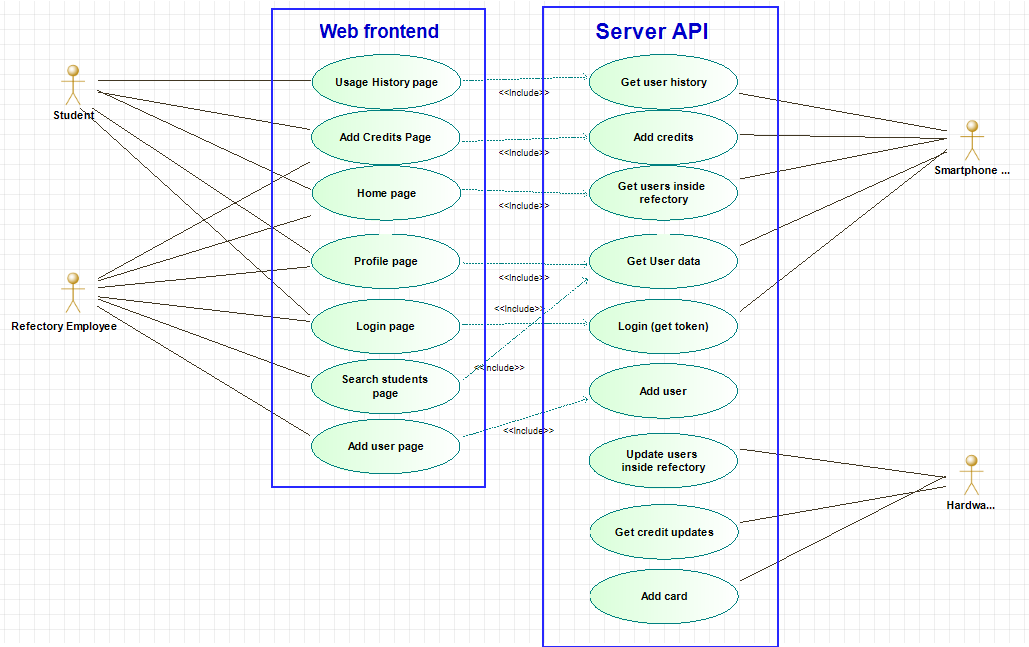 Web frontend
Server API
Student
Refectory Employee
Usage History page
Add Credits Page
Home page
Profile page
Login page
Search students
page
Add user page
<<Include>>
<<Include>>
<<Include>>
<<Include>>
<<Include>>
<<Include>>
<<Include>>
Get user history
Add credits
Get users inside
refectory
Get User data
Login (get token)
Add user
Update users
inside refectory
Get credit updates
Add card
Smartphone ...
Hardwa...